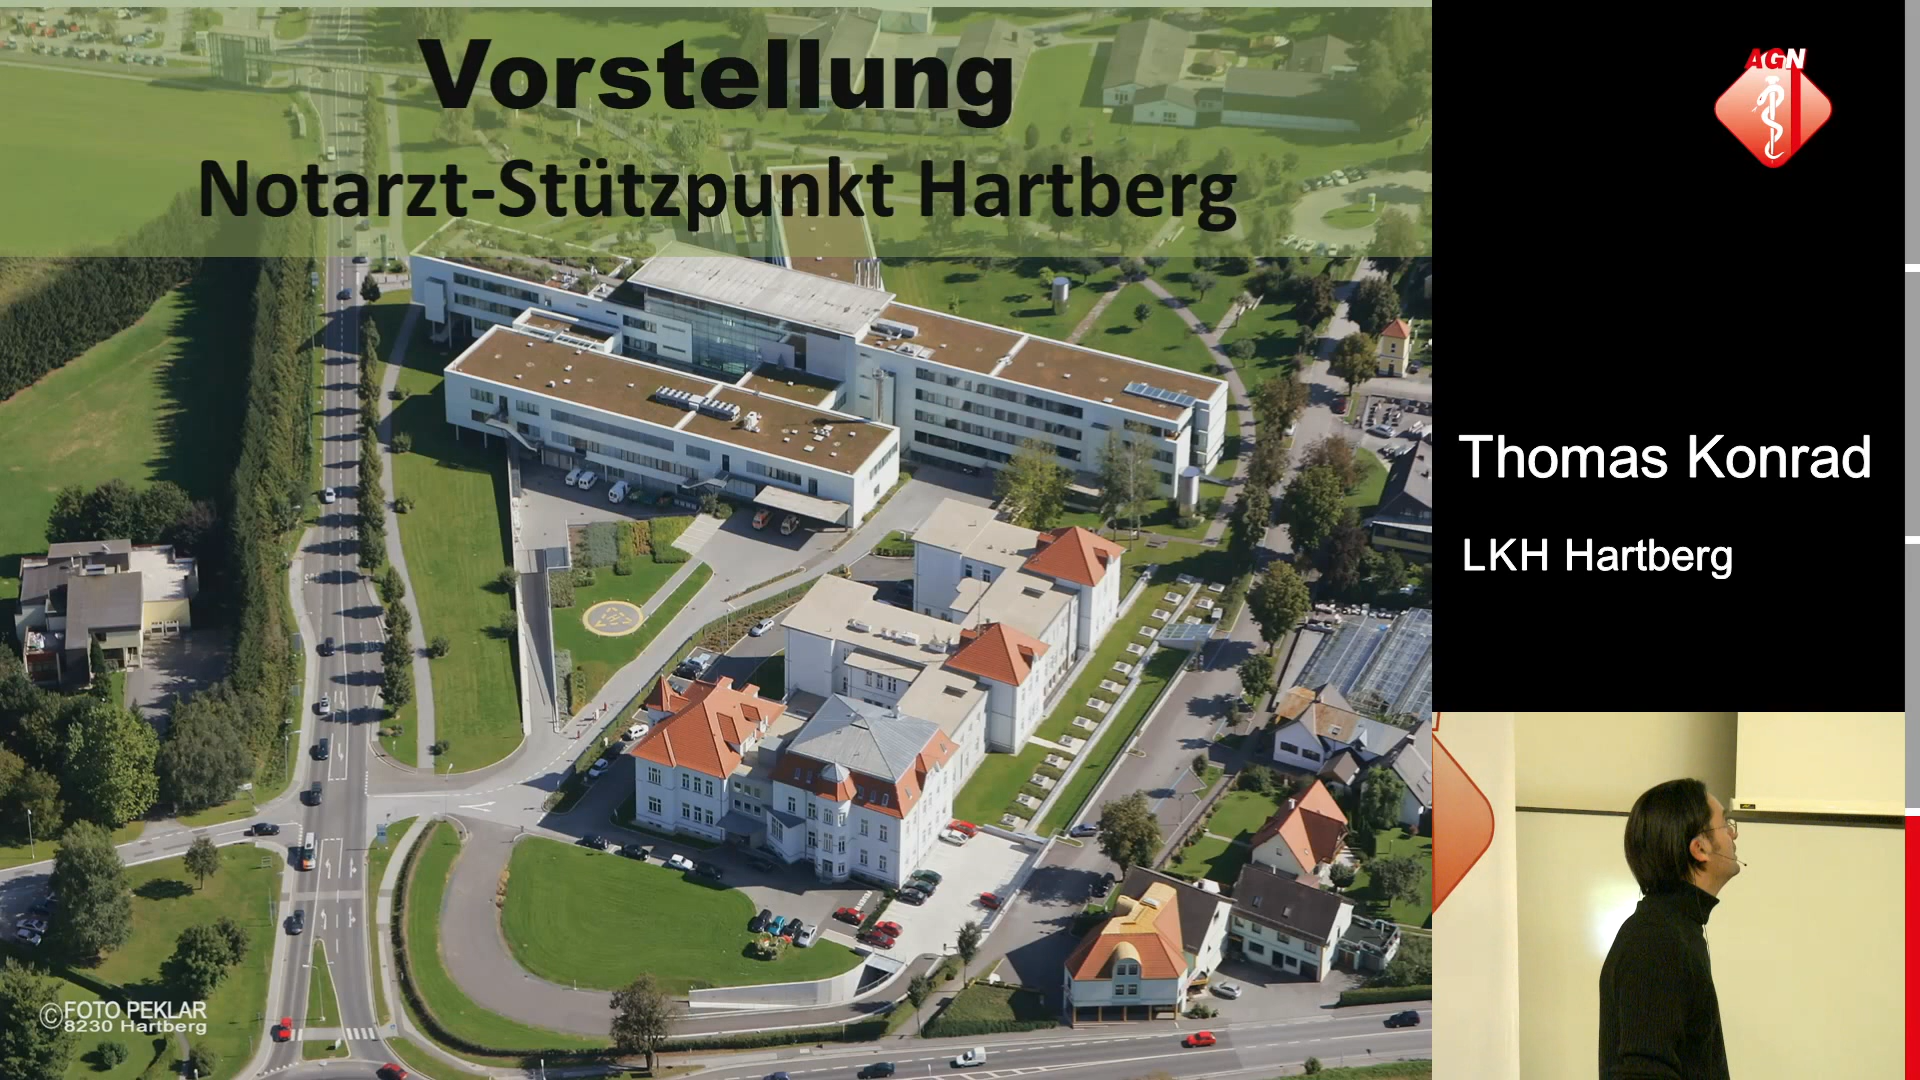 Vorstellung
Notarzt-Stützpunkt Hartberg
AGN
Thomas Konrad
LKH Hartberg
©FOTO PEKLAR
8230 Hartberg